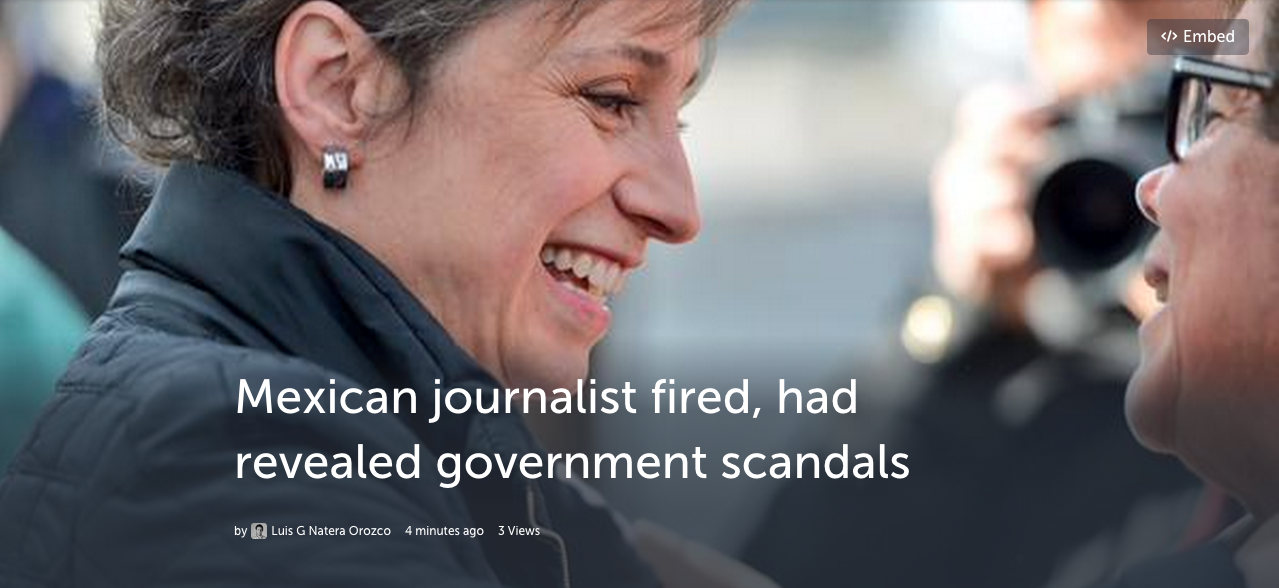 </> Embed
Mexican journalist fired, had
revealed government scandals
by Luis G Natera Orozco 4 minutes ago 3 Views